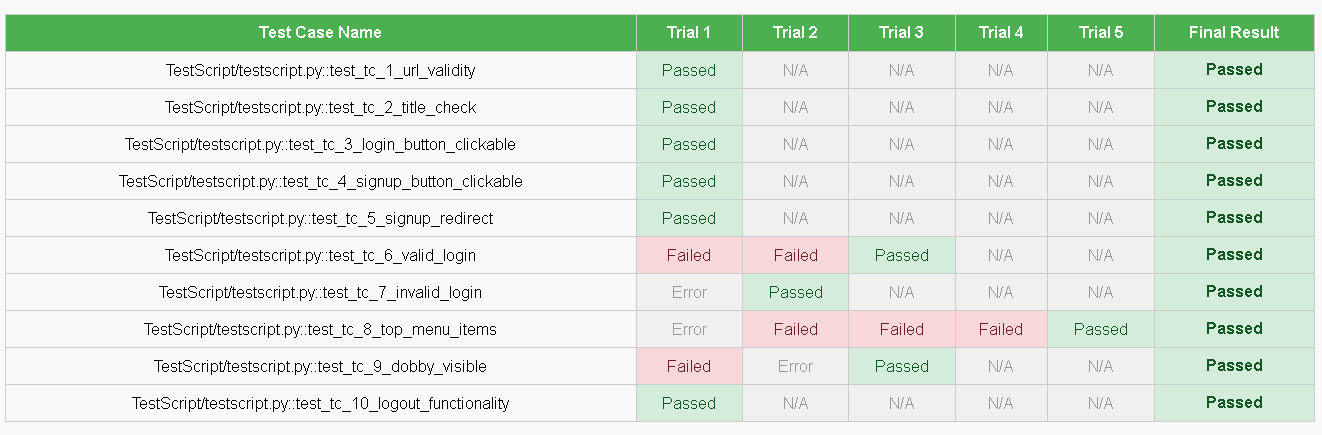 Test Case Name Trial 1 Trial 2 Trial 3 Trial 4 Trial 5 Final Result
TestScript/testscript.py::test_tc_1_url_validity Passed N/A N/A N/A N/A Passed
TestScript/testscript.py::test_tc_2_title_check Passed N/A N/A N/A N/A Passed
TestScript/testscript.py::test_tc_3_login_button_clickable Passed N/A N/A N/A N/A Passed
TestScript/testscript.py::test_tc_4_signup_button_clickable Passed N/A N/A N/A N/A Passed
TestScript/testscript.py::test_tc_5_signup_redirect Passed N/A N/A N/A N/A Passed
TestScript/testscript.py::test_tc_6_valid_login Failed Failed Passed N/A N/A Passed
TestScript/testscript.py::test_tc_7_invalid_login Error Passed N/A N/A N/A Passed
TestScript/testscript.py::test_tc_8_top_menu_items Error Failed Failed Failed Passed Passed
TestScript/testscript.py::test_tc_9_dobby_visible Failed Error Passed N/A N/A Passed
TestScript/testscript.py::test_tc_10_logout_functionality Passed N/A N/A N/A N/A Passed